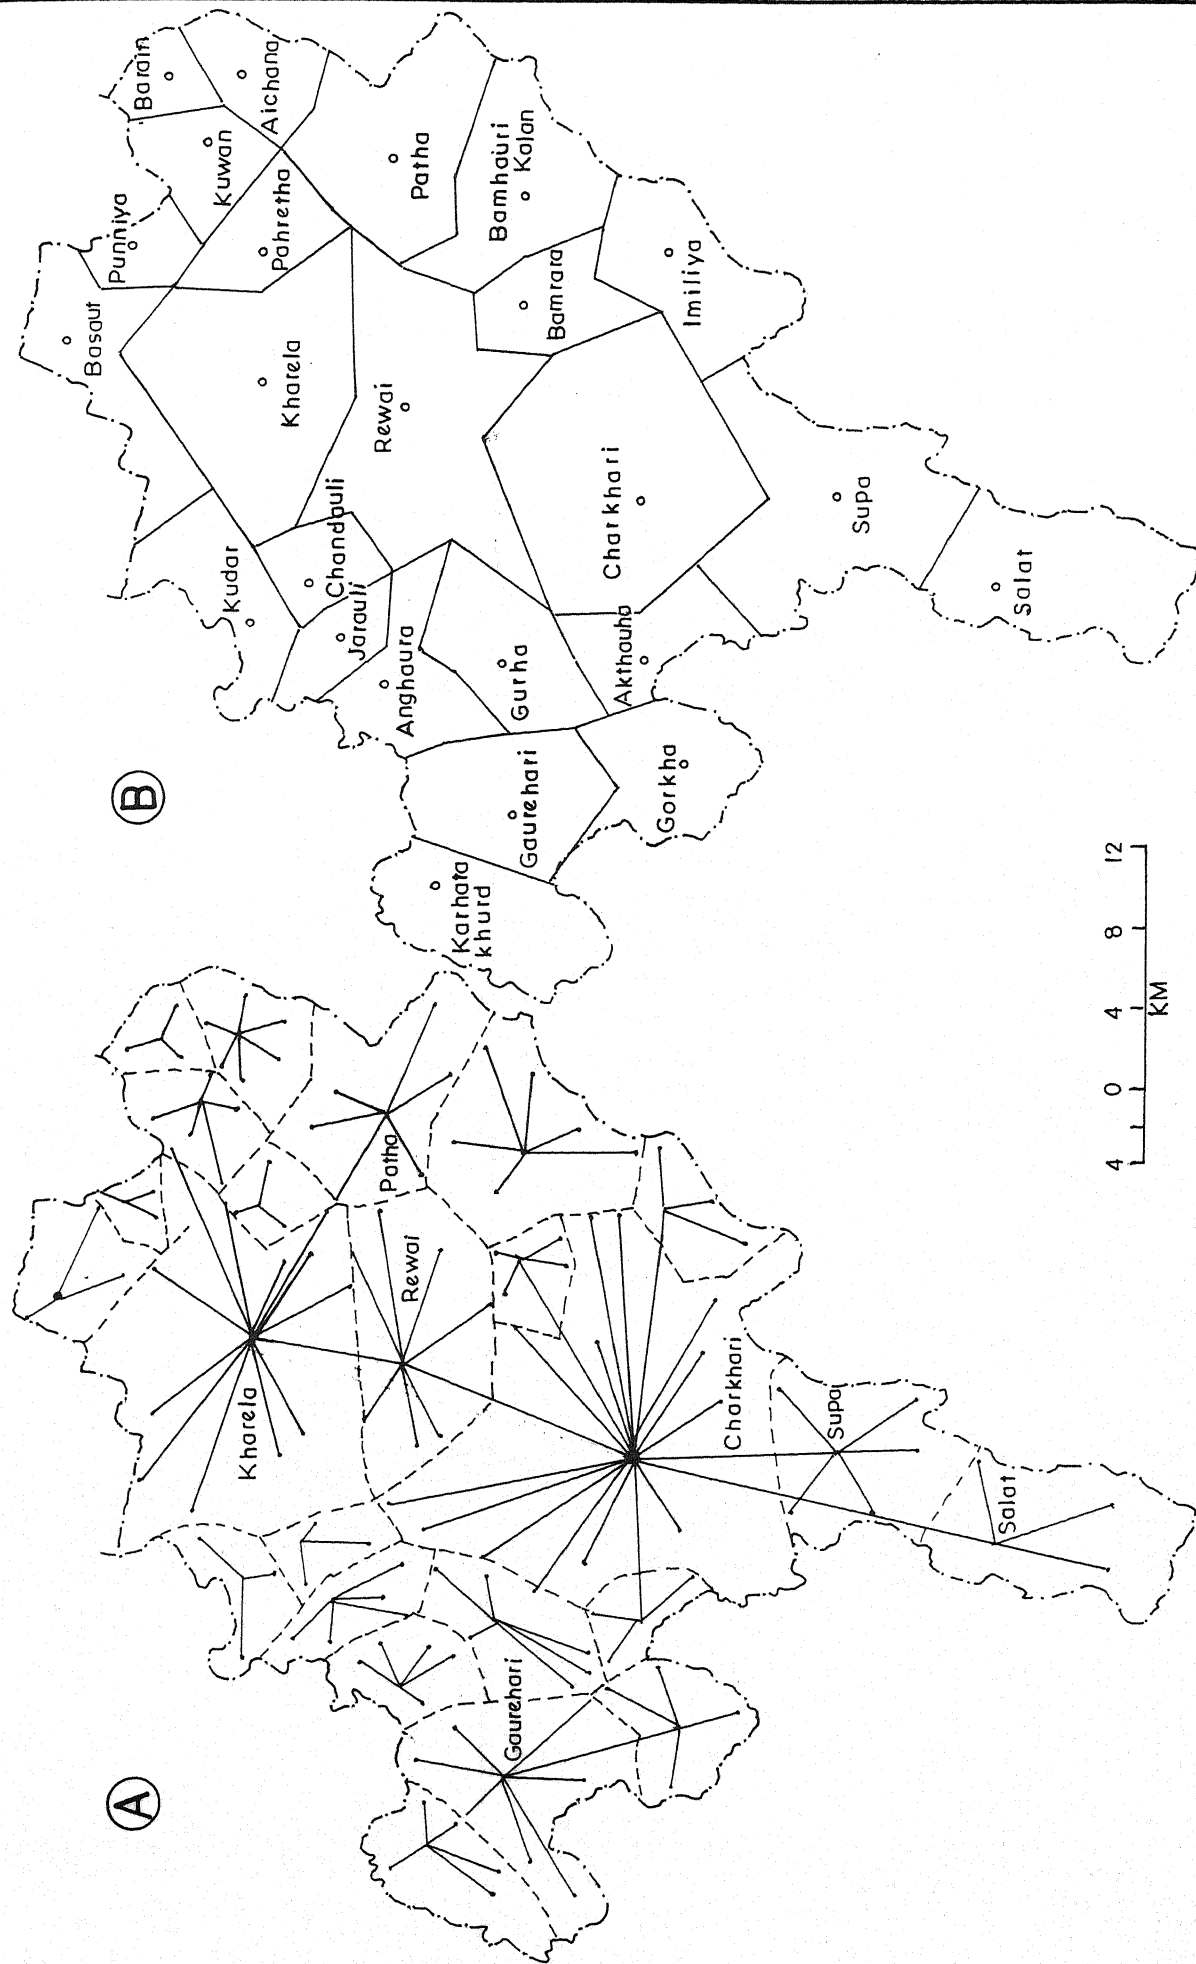 A
Kharela
Patha
Rewai
Gaurehari
Charkhari
Supa
Salat
B
Barain
Aichana
Kuwan
Punniya
Pahretha
Basaut
Patha
Bamhauri
Kalan
Kharela
Rewai
Bamrara
Imiliya
Kudar
Chandauli
Jarauli
Anghaura
Charkhari
Gurha
Akthauha
Supa
Salat
Gaurehari
Gorkha
Karhata
khurd
4 0 4 8 12
KM